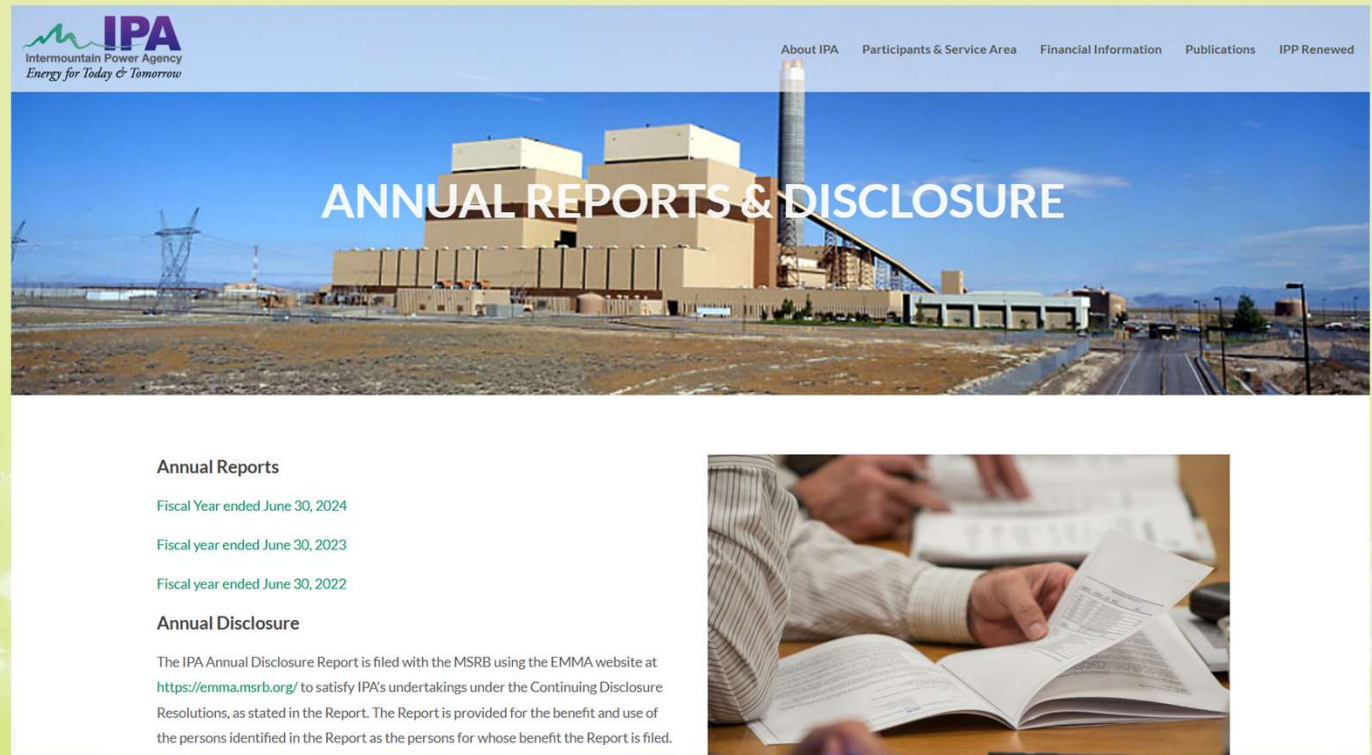 IPA
Intermountain Power Agency
Energy for Today & Tomorrow
About IPA Participants & Service Area Financial Information Publications IPP Renewed
ANNUAL REPORTS & DISCLOSURE
Annual Reports
Fiscal Year ended June 30, 2024
Fiscal year ended June 30, 2023
Fiscal year ended June 30, 2022
Annual Disclosure
The IPA Annual Disclosure Report is filed with the MSRB using the EMMA website at
https://emma.msrb.org/ to satisfy IPA's undertakings under the Continuing Disclosure
Resolutions, as stated in the Report. The Report is provided for the benefit and use of
the persons identified in the Report as the persons for whose benefit the Report is filed.